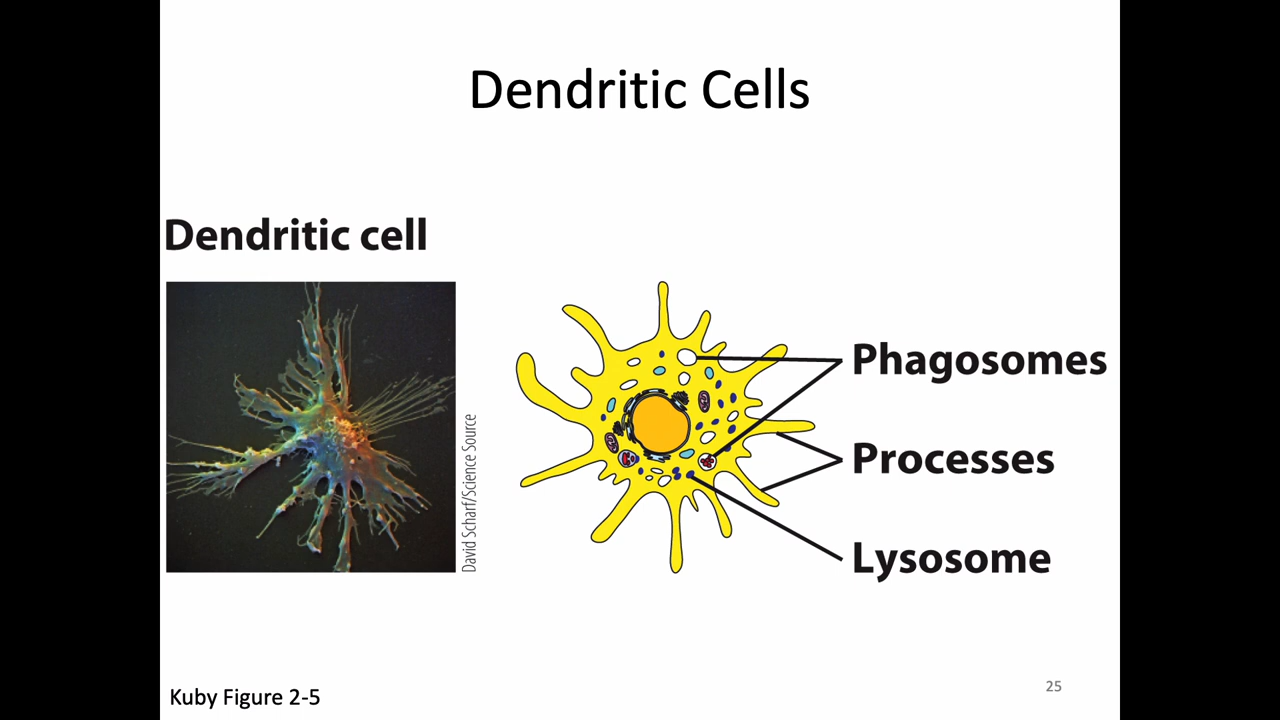 Dendritic Cells
Dendritic cell
David Scharf/Science Source
Phagosomes
Processes
Lysosome
Kuby Figure 2-5
25